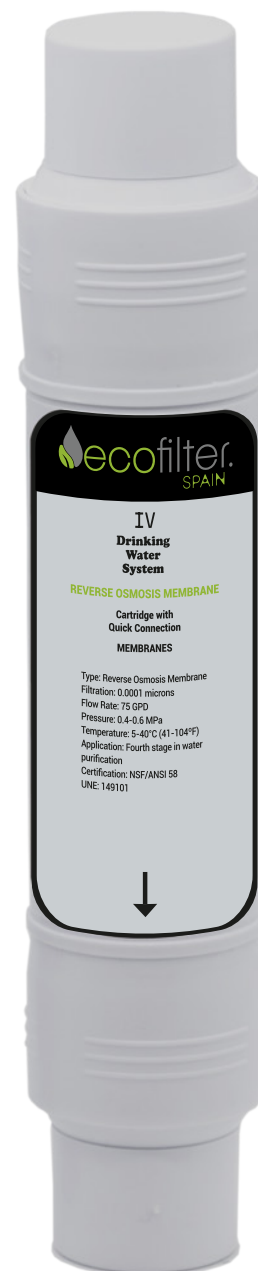 ecofilter.
SPAIN
IV
Drinking
Water
System
REVERSE OSMOSIS MEMBRANE
Cartridge with
Quick Connection
MEMBRANES
Type: Reverse Osmosis Membrane
Filtration: 0.0001 microns
Flow Rate: 75 GPD
Pressure: 0.4-0.6 MPa
Temperature: 5-40°C (41-104ºF)
Application: Fourth stage in water
purification
Certification: NSF/ANSI 58
UNE: 149101